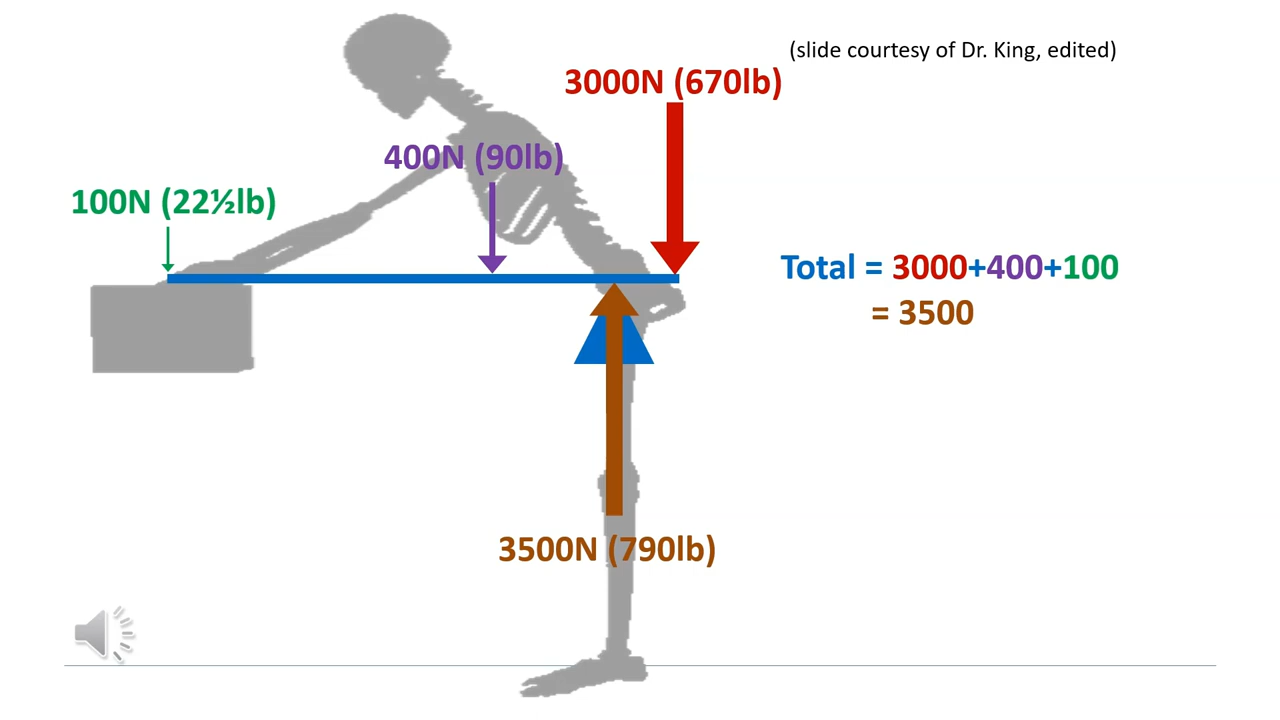 (slide courtesy of Dr. King, edited)
3000N (670lb)
400N (90lb)
100N (22½lb)
Total = 3000+400+100
= 3500
3500N (790lb)